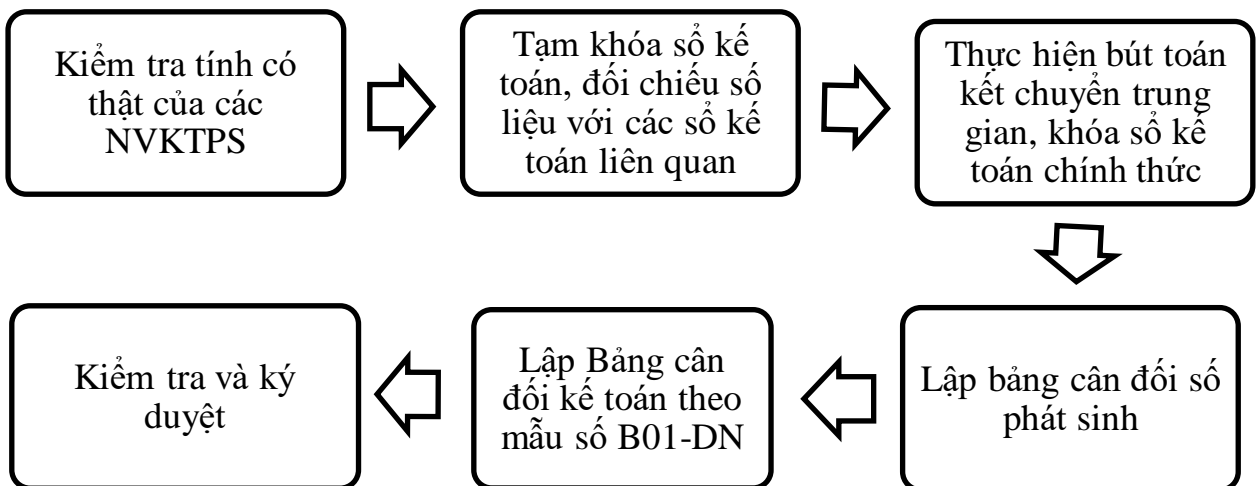 Kiểm tra tính có
thật của các
NVKTPS
Tạm khóa sổ kế
toán, đối chiếu số
liệu với các sổ kế
toán liên quan
Thực hiện bút toán
kết chuyển trung
gian, khóa sổ kế
toán chính thức
Lập bảng cân đối số
phát sinh
Lập Bảng cân
đối kế toán theo
mẫu số B01-DN
Kiểm tra và ký
duyệt